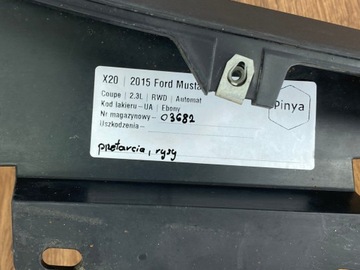 X20 | 2015 Ford Musta
Coupe | 2.3L | RWD | Automat
Kod lakieru – UA | Ebony
Nr magazynowy – 03682
Uszkodzenia –
przetarcia, rysy
Pinya